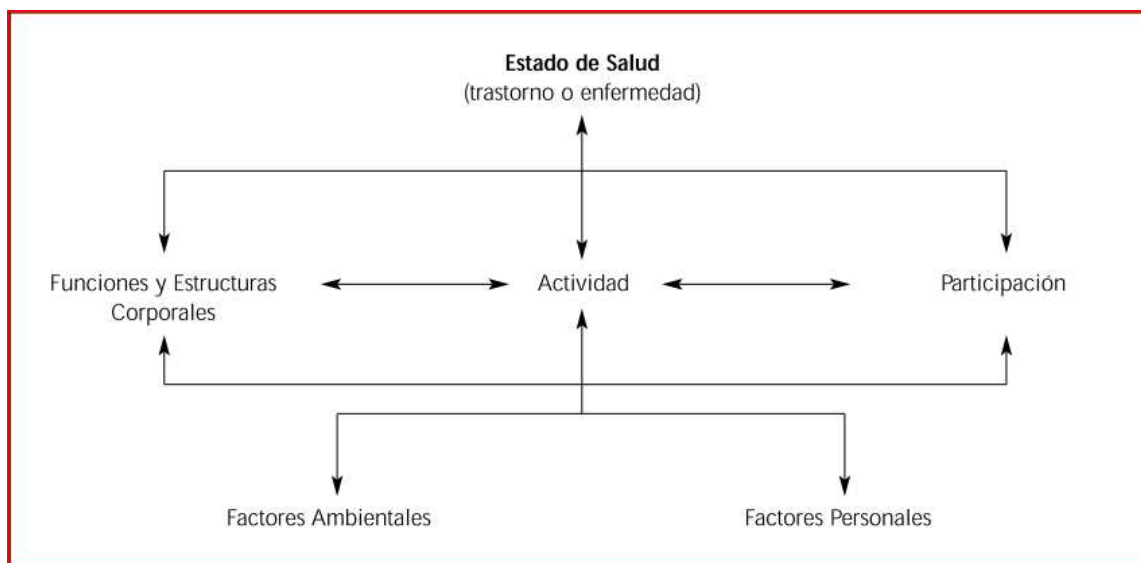 Estado de Salud
(trastorno o enfermedad)
Funciones y Estructuras
Corporales
Actividad
Participación
Factores Ambientales
Factores Personales